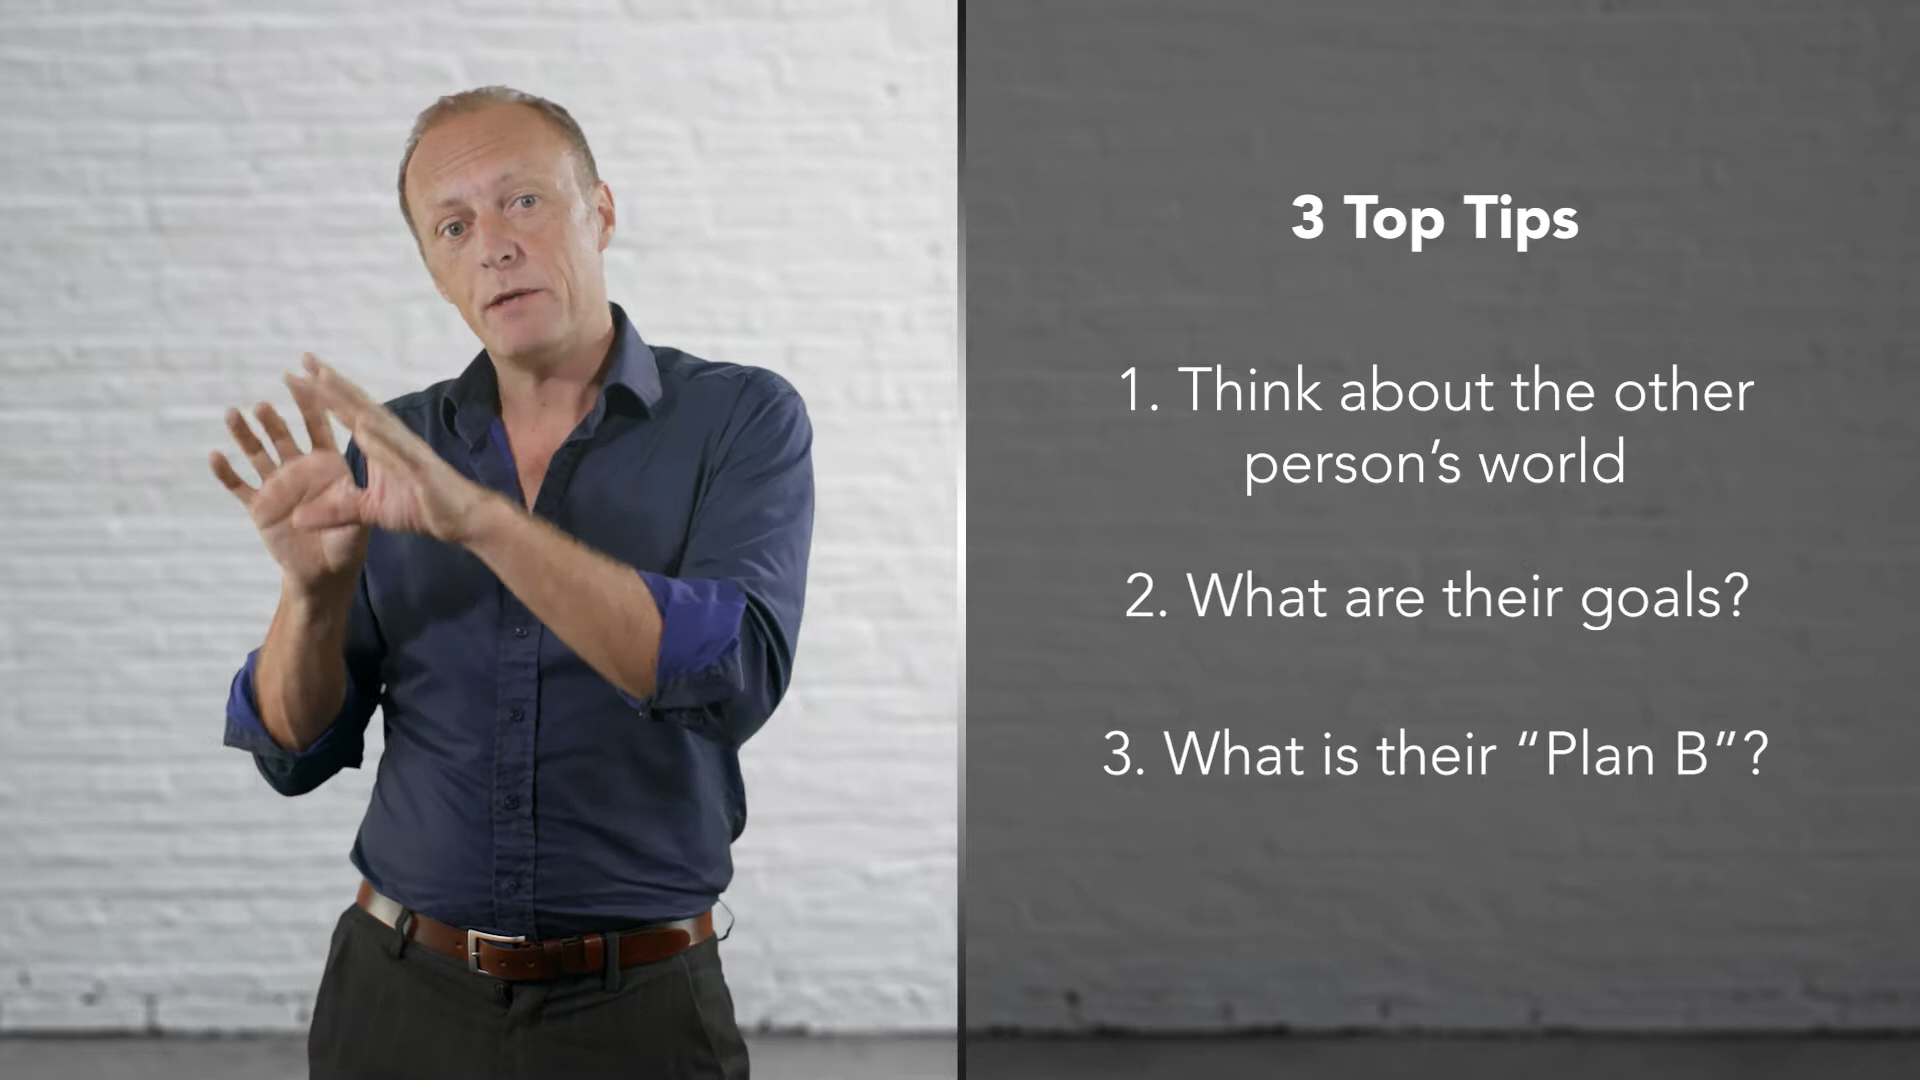 3 Top Tips
1. Think about the other
person’s world
2. What are their goals?
3. What is their “Plan B”?